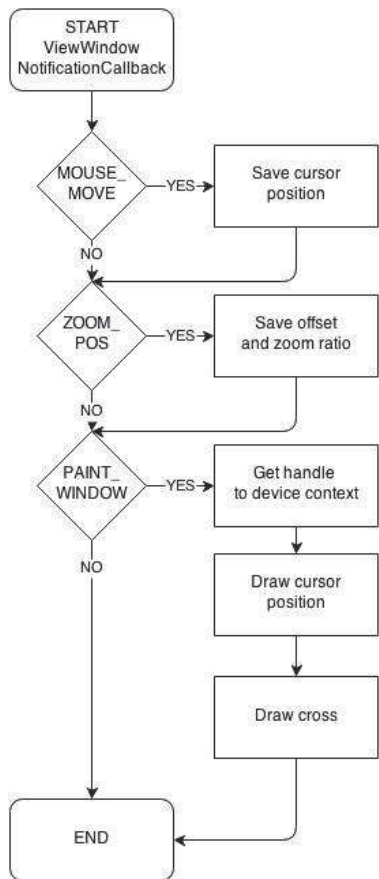 START
ViewWindow
NotificationCallback
MOUSE_
MOVE
YES
Save cursor
position
NO
ZOOM_
POS
YES
Save offset
and zoom ratio
NO
PAINT_
WINDOW
YES
Get handle
to device context
NO
Draw cursor
position
Draw cross
END